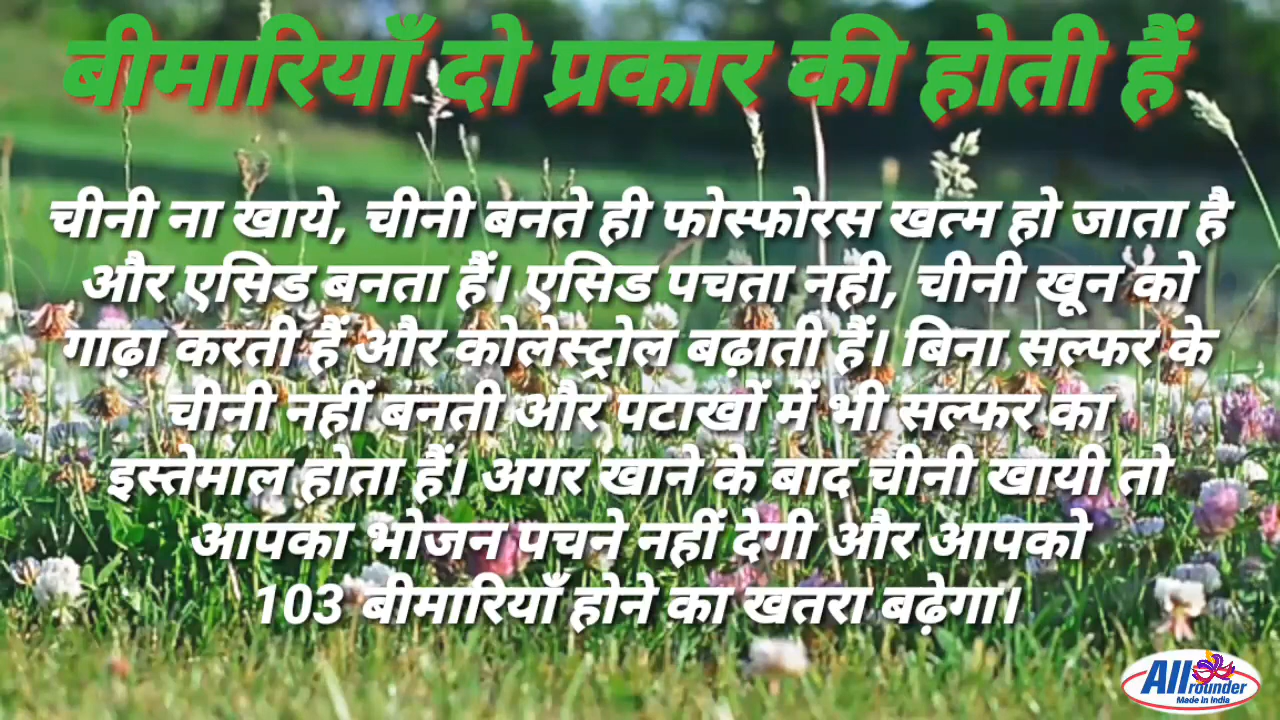 बीमारियाँ दो प्रकार की होती हैं
चीनी ना खाये, चीनी बनते ही फोस्फोरस खत्म हो जाता है
और एसिड बनता हैं। एसिड पचता नही, चीनी खून को
गाढ़ा करती हैं और कोलेस्ट्रोल बढ़ाती हैं। बिना सल्फर के
चीनी नहीं बनती और पटाखों में भी सल्फर का
इस्तेमाल होता हैं। अगर खाने के बाद चीनी खायी तो
आपका भोजन पचने नहीं देगी और आपको
103 बीमारियाँ होने का खतरा बढ़ेगा।
All rounder
Made in India